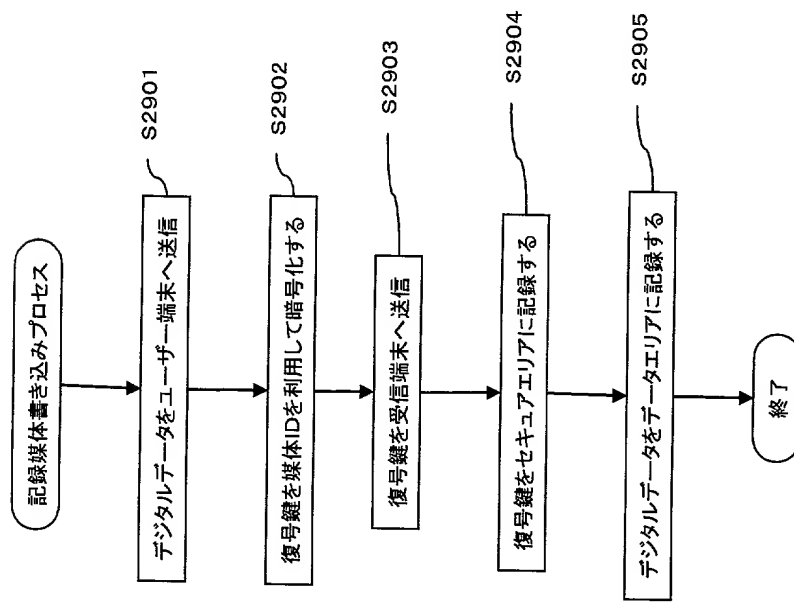 記録媒体書き込みプロセス
デジタルデータをユーザー端末へ送信
S2901
復号鍵を媒体IDを利用して暗号化する
S2902
復号鍵を受信端末へ送信
S2903
復号鍵をセキュアエリアに記録する
S2904
デジタルデータをデータエリアに記録する
S2905
終了